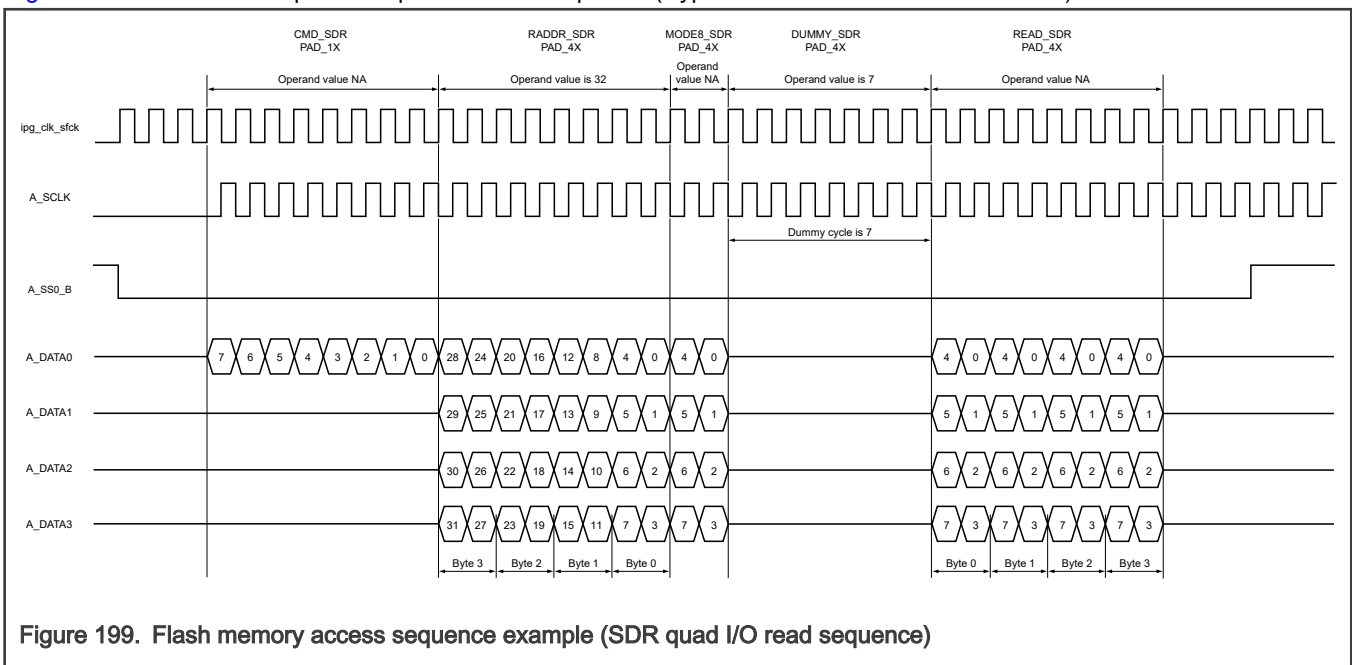 CMD_SDR RADDR_SDR MODE8_SDR DUMMY_SDR READ_SDR
PAD_1X PAD_4X PAD_4X PAD_4X PAD_4X
Operand value NA Operand value is 32 Operand value NA Operand value is 7 Operand value NA
ipg_clk_sfck
A_SCLK
Dummy cycle is 7
A_SS0_B
A_DATA0 7 6 5 4 3 2 1 0 28 24 20 16 12 8 4 0 4 0 4 0 4 0 4 0 4 0
A_DATA1 29 25 21 17 13 9 5 1 5 1 5 1 5 1 5 1 5 1
A_DATA2 30 26 22 18 14 10 6 2 6 2 6 2 6 2 6 2 6 2
A_DATA3 31 27 23 19 15 11 7 3 7 3 7 3 7 3 7 3 7 3
Byte 3 Byte 2 Byte 1 Byte 0 Byte 0 Byte 1 Byte 2 Byte 3
Figure 199. Flash memory access sequence example (SDR quad I/O read sequence)